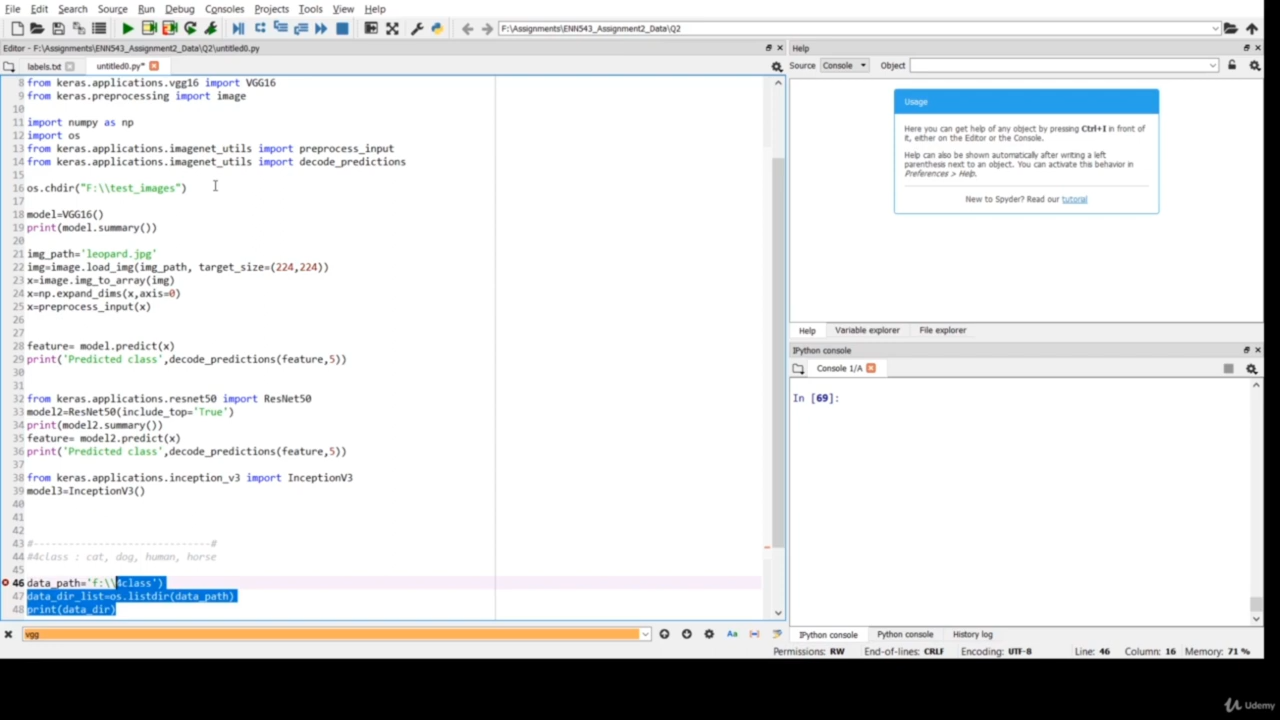 File Edit Search Source Run Debug Consoles Projects Tools View Help
F:\Assignments\ENN543_Assignment2_Data\Q2
Editor - F:\Assignments\ENN543_Assignment2_Data\Q2\untitled0.py
Help
labels.txt untitled0.py*
Source Console Object
8 from keras.applications.vgg16 import VGG16
9 from keras.preprocessing import image
10
11 import numpy as np
12 import os
13 from keras.applications.imagenet_utils import preprocess_input
14 from keras.applications.imagenet_utils import decode_predictions
15
16 os.chdir("F:\\test_images")
17
18 model=VGG16()
19 print(model.summary())
20
21 img_path='leopard.jpg'
22 img=image.load_img(img_path, target_size=(224,224))
23 x=image.img_to_array(img)
24 x=np.expand_dims(x,axis=0)
25 x=preprocess_input(x)
26
27
28 feature= model.predict(x)
29 print('Predicted class',decode_predictions(feature,5))
30
31
32 from keras.applications.resnet50 import ResNet50
33 model2=ResNet50(include_top='True')
34 print(model2.summary())
35 feature= model2.predict(x)
36 print('Predicted class',decode_predictions(feature,5))
37
38 from keras.applications.inception_v3 import InceptionV3
39 model3=InceptionV3()
40
41
42
43 #------------------------------#
44 #4class : cat, dog, human, horse
45
46 data_path='f:\\4class')
47 data_dir_list=os.listdir(data_path)
48 print(data_dir)
vgg
Aa
Usage
Here you can get help of any object by pressing Ctrl+I in front of it, either on the Editor or the Console.
Help can also be shown automatically after writing a left parenthesis next to an object. You can activate this behavior in Preferences > Help.
New to Spyder? Read our tutorial
Help Variable explorer File explorer
IPython console
Console 1/A
In [69]:
IPython console Python console History log
Permissions: RW End-of-lines: CRLF Encoding: UTF-8 Line: 46 Column: 16 Memory: 71 %
Udemy